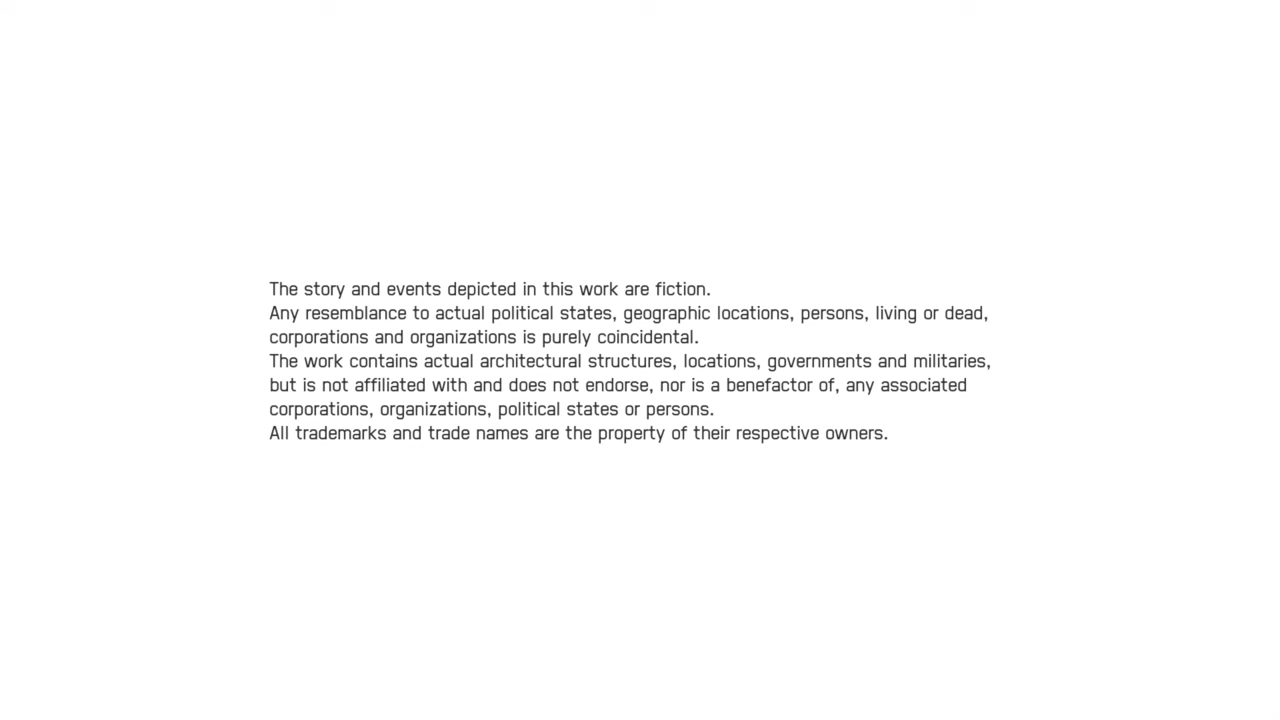 The story and events depicted in this work are fiction.
Any resemblance to actual political states, geographic locations, persons, living or dead,
corporations and organizations is purely coincidental.
The work contains actual architectural structures, locations, governments and militaries,
but is not affiliated with and does not endorse, nor is a benefactor of, any associated
corporations, organizations, political states or persons.
All trademarks and trade names are the property of their respective owners.